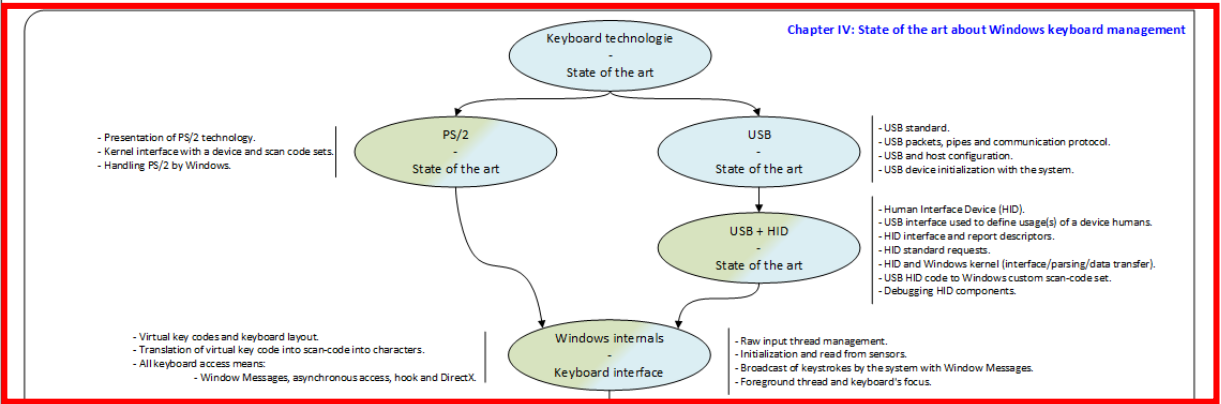 Chapter IV: State of the art about Windows keyboard management
Keyboard technologie
-
State of the art
- Presentation of PS/2 technology.
- Kernel interface with a device and scan code sets.
- Handling PS/2 by Windows.
PS/2
-
State of the art
USB
-
State of the art
- USB standard.
- USB packets, pipes and communication protocol.
- USB and host configuration.
- USB device initialization with the system.
USB + HID
-
State of the art
- Human Interface Device (HID).
- USB interface used to define usage(s) of a device humans.
- HID interface and report descriptors.
- HID standard requests.
- HID and Windows kernel (interface/parsing/data transfer).
- USB HID code to Windows custom scan-code set.
- Debugging HID components.
- Virtual key codes and keyboard layout.
- Translation of virtual key code into scan-code into characters.
- All keyboard access means:
- Window Messages, asynchronous access, hook and DirectX.
Windows internals
-
Keyboard interface
- Raw input thread management.
- Initialization and read from sensors.
- Broadcast of keystrokes by the system with Window Messages.
- Foreground thread and keyboard's focus.